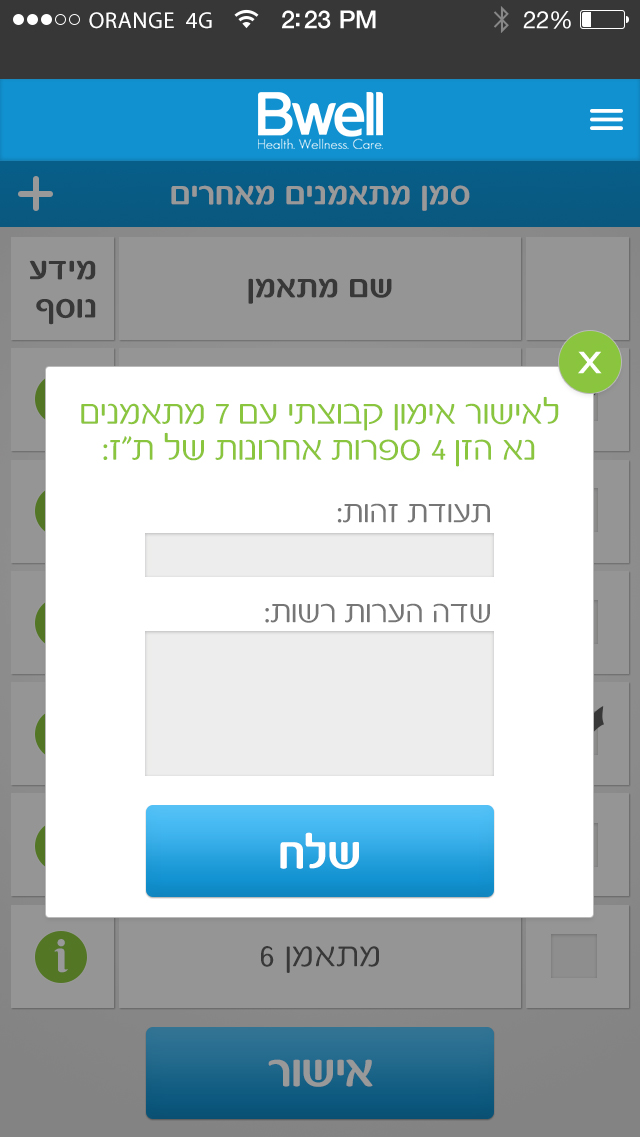 ORANGE 4G 2:23 PM 22%
Bwell
Health. Wellness. Care.
סמן מתאמנים מאחרים
שם מתאמן
מידע
נוסף
X
לאישור אימון קבוצתי עם 7 מתאמנים
נא הזן 4 ספרות אחרונות של ת"ז:
תעודת זהות:
שדה הערות רשות:
שלח
מתאמן 6
i
אישור